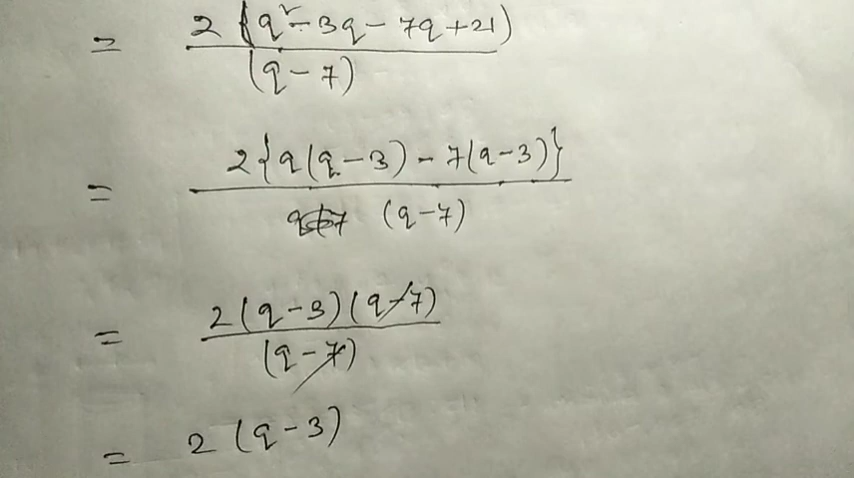 = 2 {q² - 3q - 7q + 21) / (q - 7)
= 2{q(q - 3) - 7(q - 3)} / (q - 7)
= 2(q - 3)(q - 7) / (q - 7)
= 2 (q - 3)